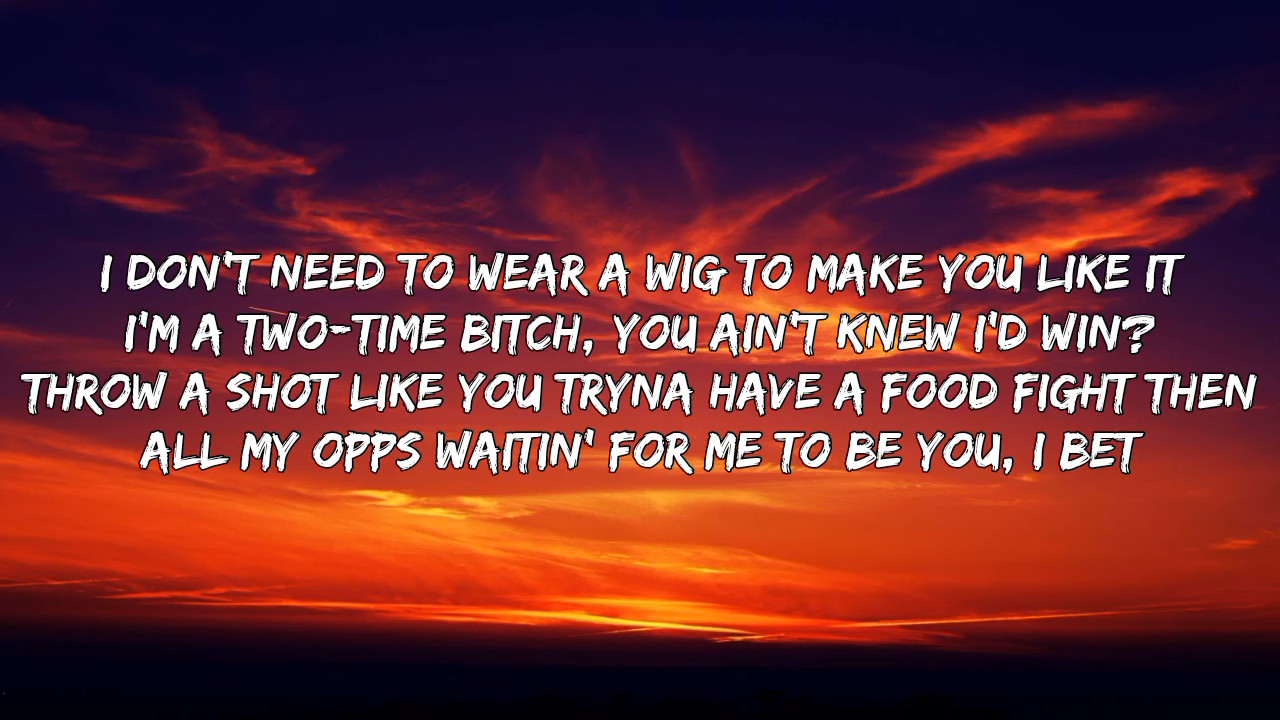 I DON'T NEED TO WEAR A WIG TO MAKE YOU LIKE IT
I'M A TWO-TIME BITCH, YOU AIN'T KNEW I'D WIN?
THROW A SHOT LIKE YOU TRYNA HAVE A FOOD FIGHT THEN
ALL MY OPPS WAITIN' FOR ME TO BE YOU, I BET